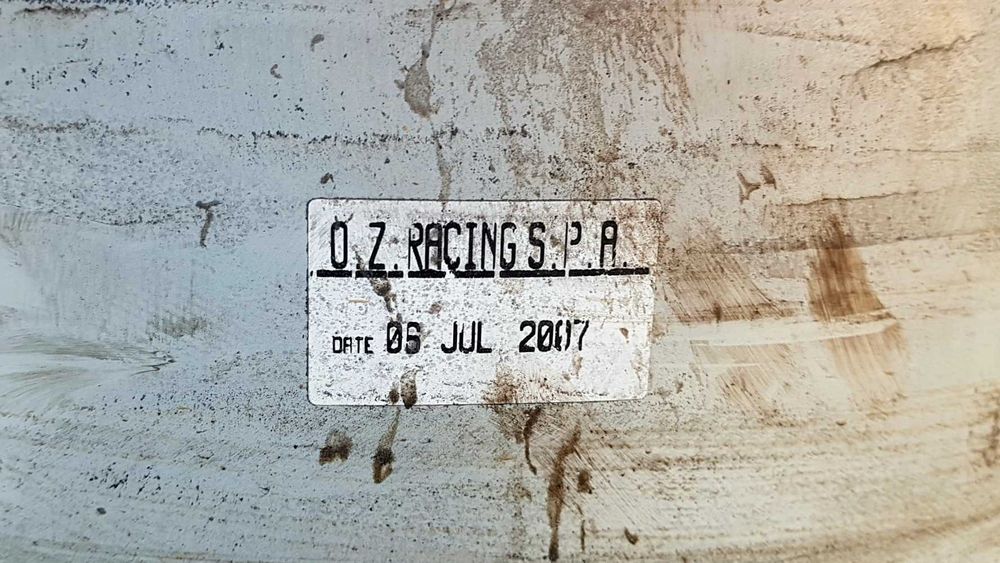 O.Z.RACING S.P.A.
DATE 06 JUL 2007